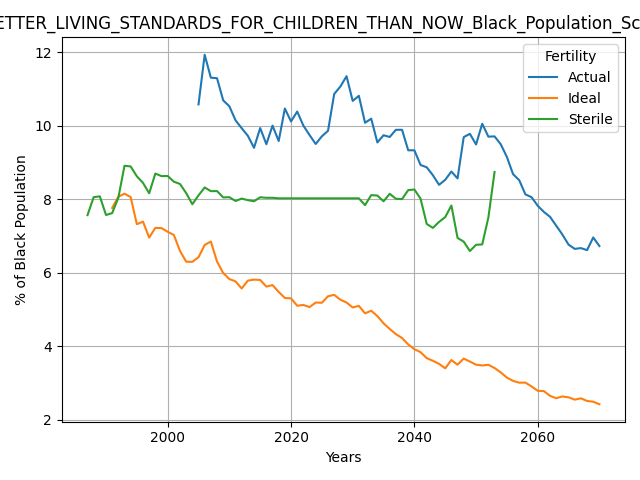 ETTER_LIVING_STANDARDS_FOR_CHILDREN_THAN_NOW_Black_Population_Sc
Fertility
Actual
Ideal
Sterile
% of Black Population
12
10
8
6
4
2
2000 2020 2040 2060
Years